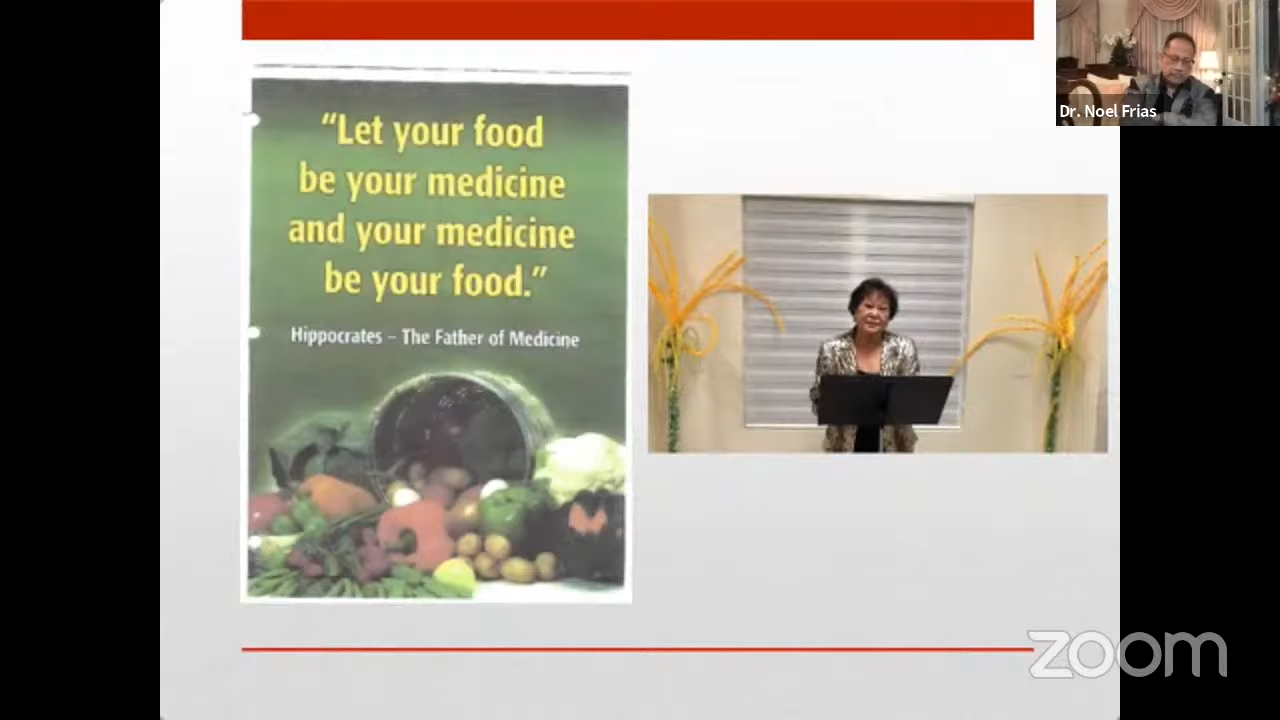 Dr. Noel Frias
“Let your food
be your medicine
and your medicine
be your food.”
Hippocrates – The Father of Medicine
zoom